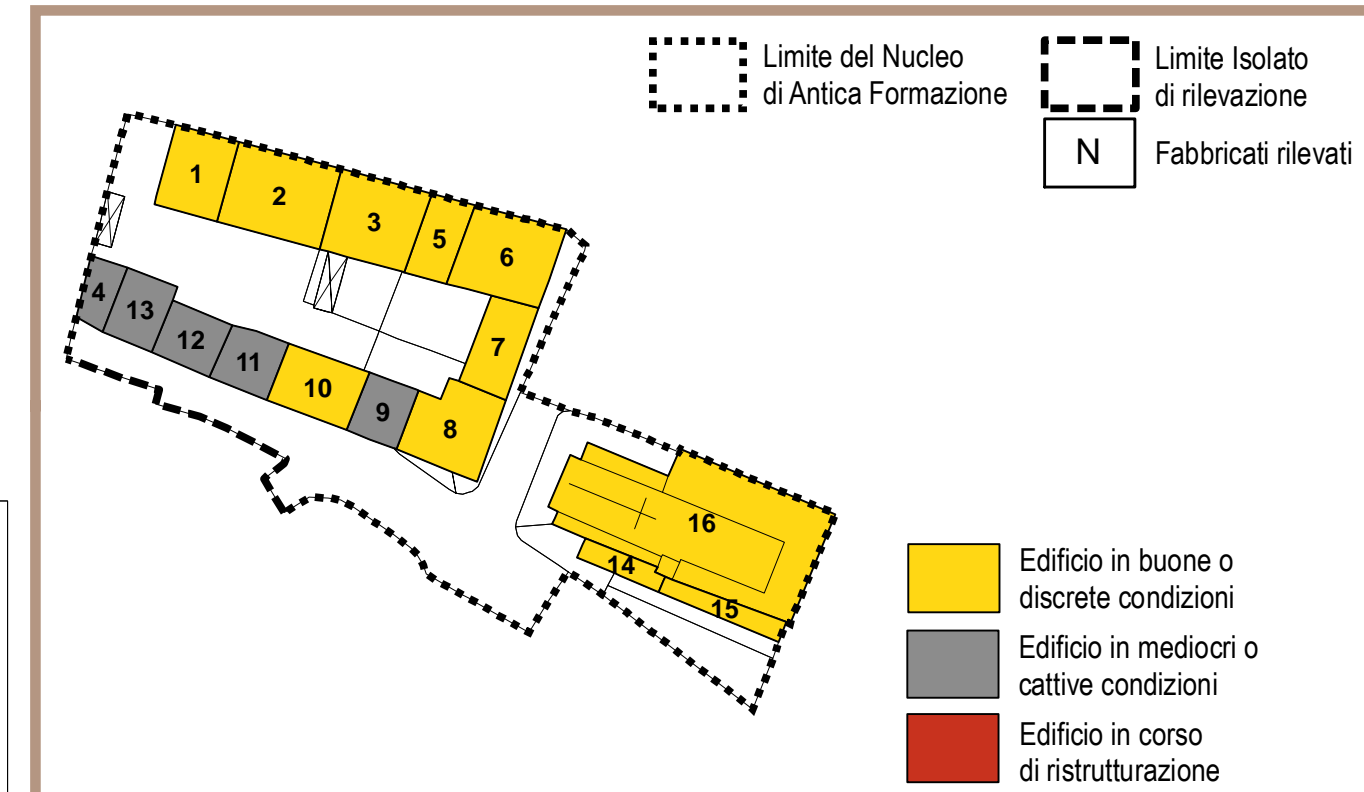 Limite del Nucleo
di Antica Formazione
Limite Isolato
di rilevazione
N
Fabbricati rilevati
1
2
3
5
6
4
13
12
11
10
9
8
7
16
14
15
Edificio in buone o
discrete condizioni
Edificio in mediocri o
cattive condizioni
Edificio in corso
di ristrutturazione